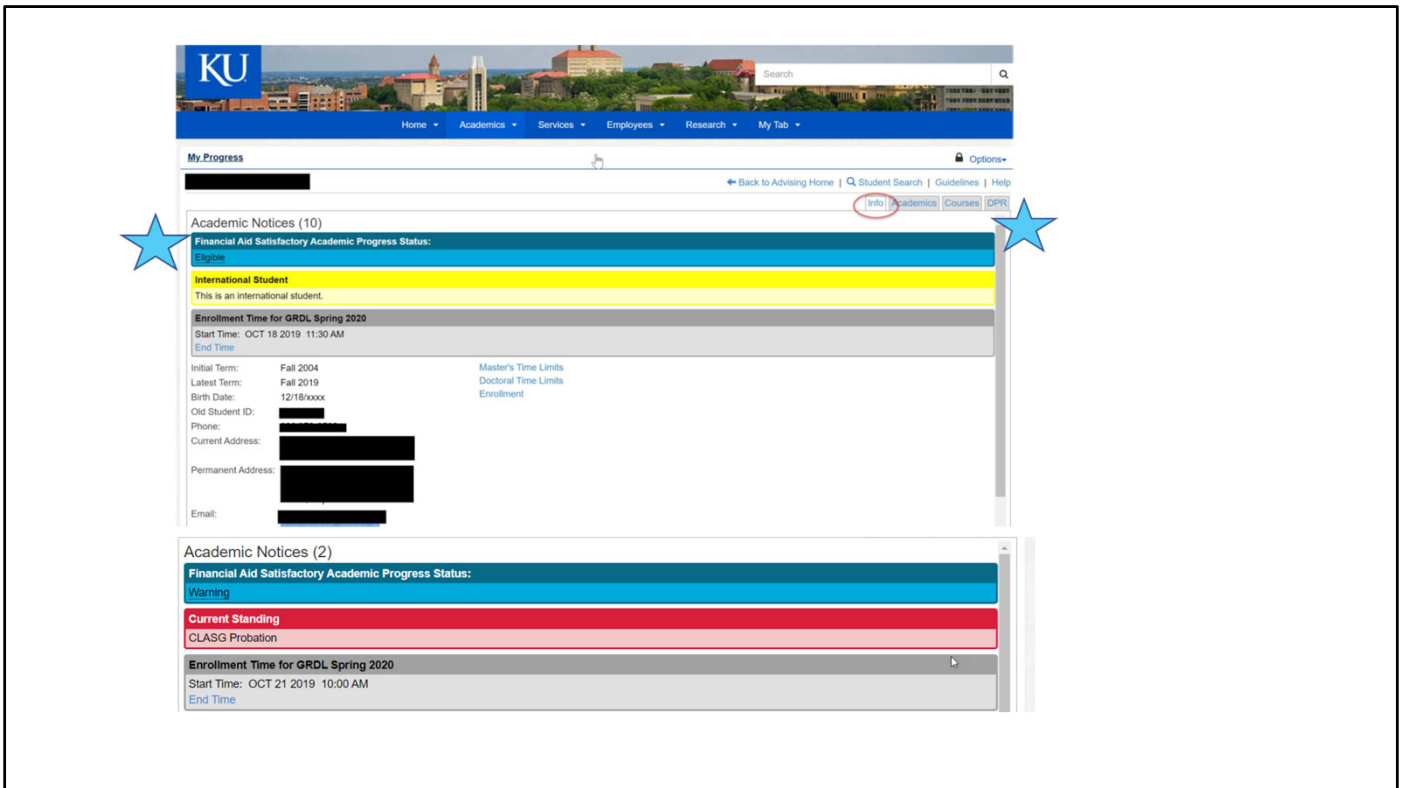 KU
Search
Home Academics Services Employees Research My Tab
My Progress
Options
Back to Advising Home | Student Search | Guidelines | Help
Info Academics Courses DPR
Academic Notices (10)
Financial Aid Satisfactory Academic Progress Status:
Eligible
International Student
This is an international student.
Enrollment Time for GRDL Spring 2020
Start Time: OCT 18 2019 11:30 AM
End Time
Initial Term: Fall 2004 Master's Time Limits
Latest Term: Fall 2019 Doctoral Time Limits
Birth Date: 12/18/xxxx Enrollment
Old Student ID:
Phone:
Current Address:
Permanent Address:
Email:
Academic Notices (2)
Financial Aid Satisfactory Academic Progress Status:
Warning
Current Standing
CLASG Probation
Enrollment Time for GRDL Spring 2020
Start Time: OCT 21 2019 10:00 AM
End Time